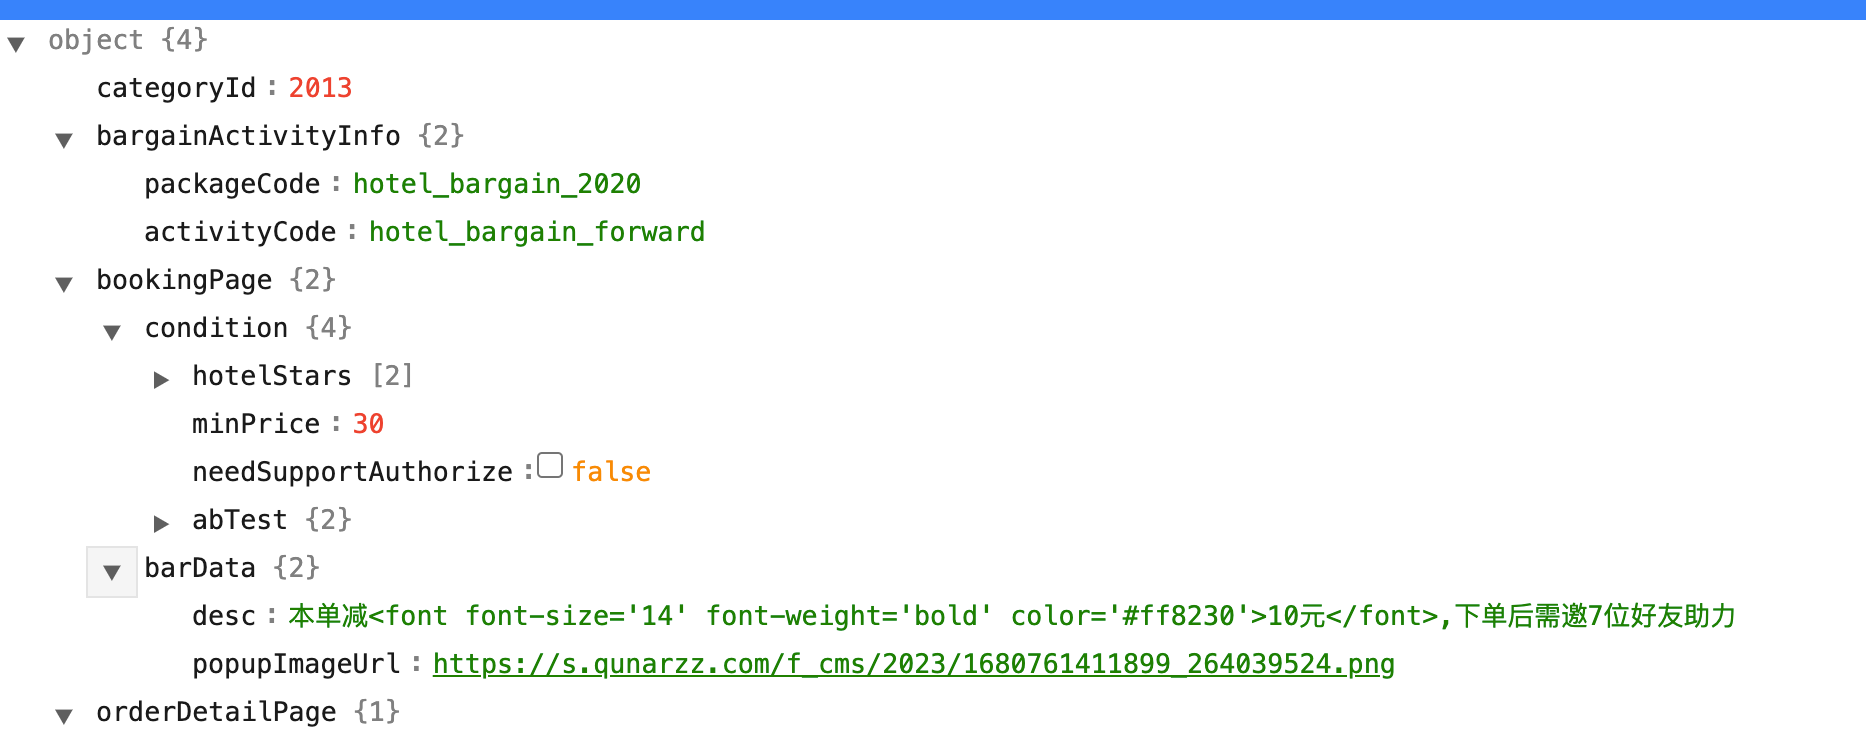 object {4}
categoryId : 2013
bargainActivityInfo {2}
packageCode : hotel_bargain_2020
activityCode : hotel_bargain_forward
bookingPage {2}
condition {4}
hotelStars [2]
minPrice : 30
needSupportAuthorize : false
abTest {2}
barData {2}
desc : 本单减<font font-size='14' font-weight='bold' color='#ff8230'>10元</font>,下单后需邀7位好友助力
popupImageUrl : https://s.qunarzz.com/f_cms/2023/1680761411899_264039524.png
orderDetailPage {1}